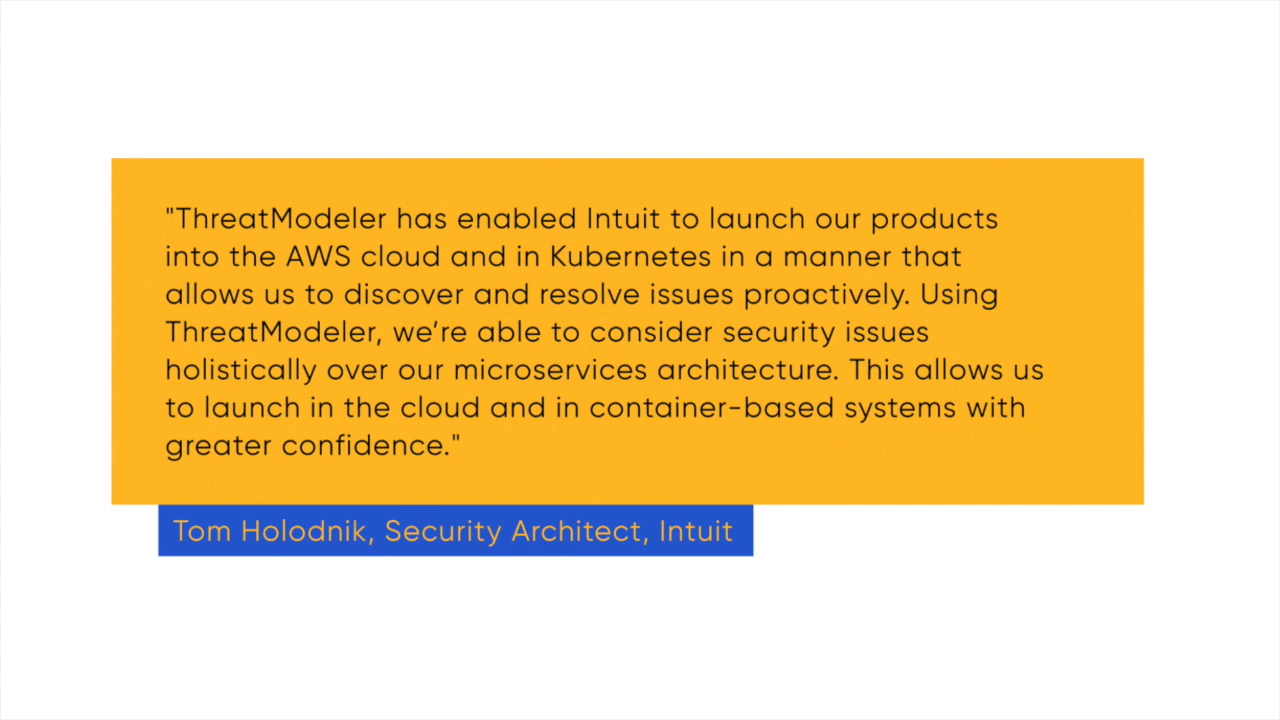 "ThreatModeler has enabled Intuit to launch our products
into the AWS cloud and in Kubernetes in a manner that
allows us to discover and resolve issues proactively. Using
ThreatModeler, we’re able to consider security issues
holistically over our microservices architecture. This allows us
to launch in the cloud and in container-based systems with
greater confidence."
Tom Holodnik, Security Architect, Intuit